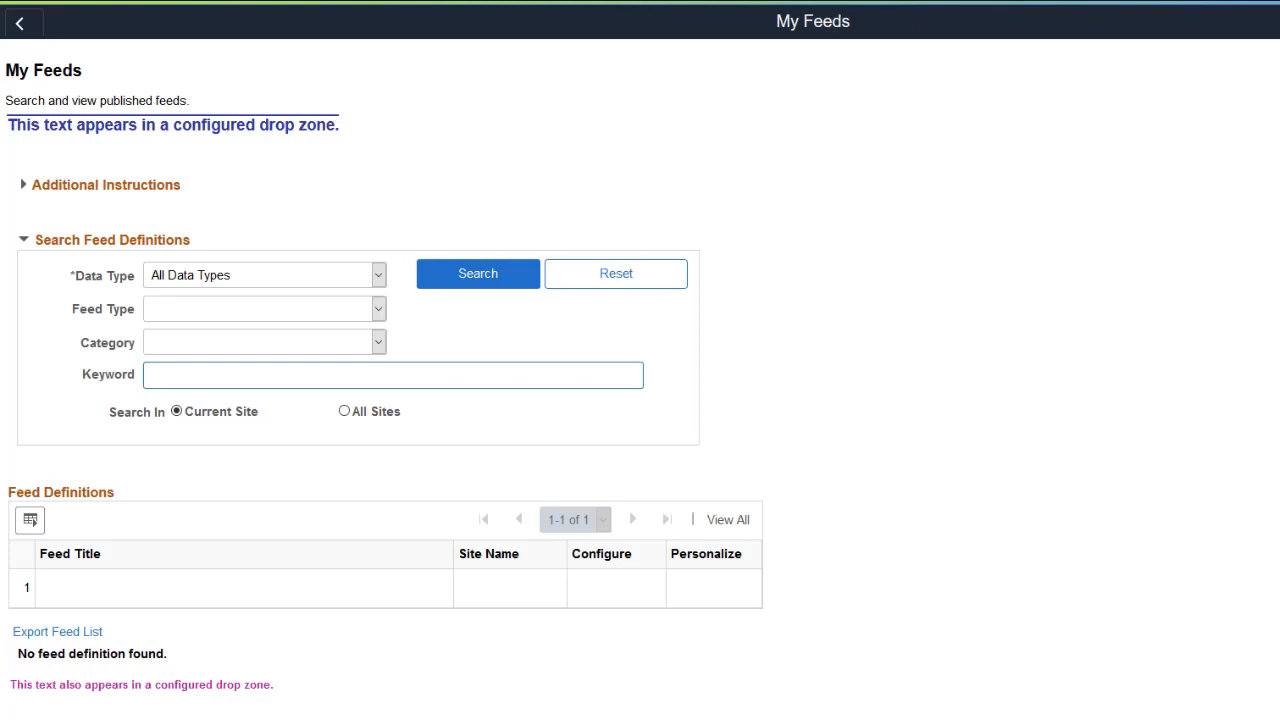 My Feeds
My Feeds
Search and view published feeds.
This text appears in a configured drop zone.
Additional Instructions
Search Feed Definitions
*Data Type All Data Types Search Reset
Feed Type
Category
Keyword
Search In Current Site All Sites
Feed Definitions
1-1 of 1 | View All
Feed Title Site Name Configure Personalize
1
Export Feed List
No feed definition found.
This text also appears in a configured drop zone.